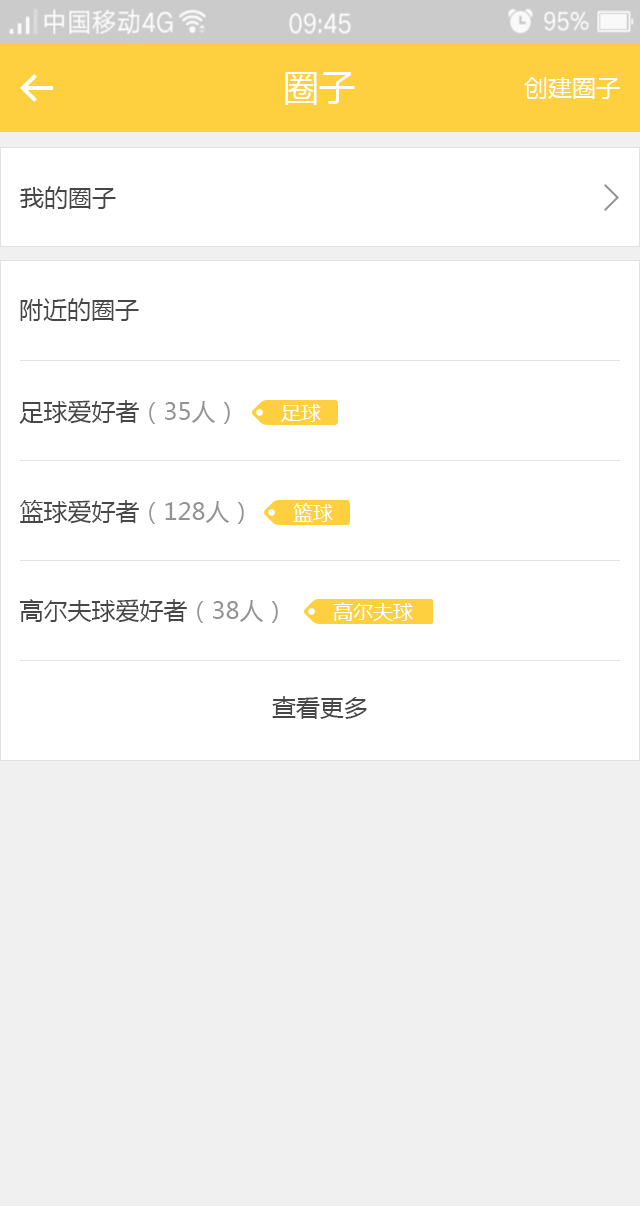 中国移动4G 09:45 95%
圈子 创建圈子
我的圈子
附近的圈子
足球爱好者（35人） 足球
篮球爱好者（128人） 篮球
高尔夫球爱好者（38人） 高尔夫球
查看更多